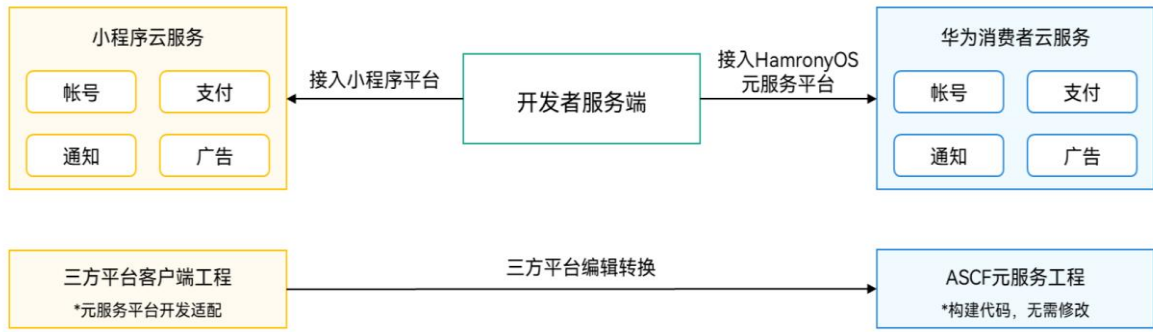 小程序云服务
帐号
支付
通知
广告
接入小程序平台
开发者服务端
接入HamronyOS
元服务平台
华为消费者云服务
帐号
支付
通知
广告
三方平台客户端工程
*元服务平台开发适配
三方平台编辑转换
ASCF元服务工程
*构建代码，无需修改